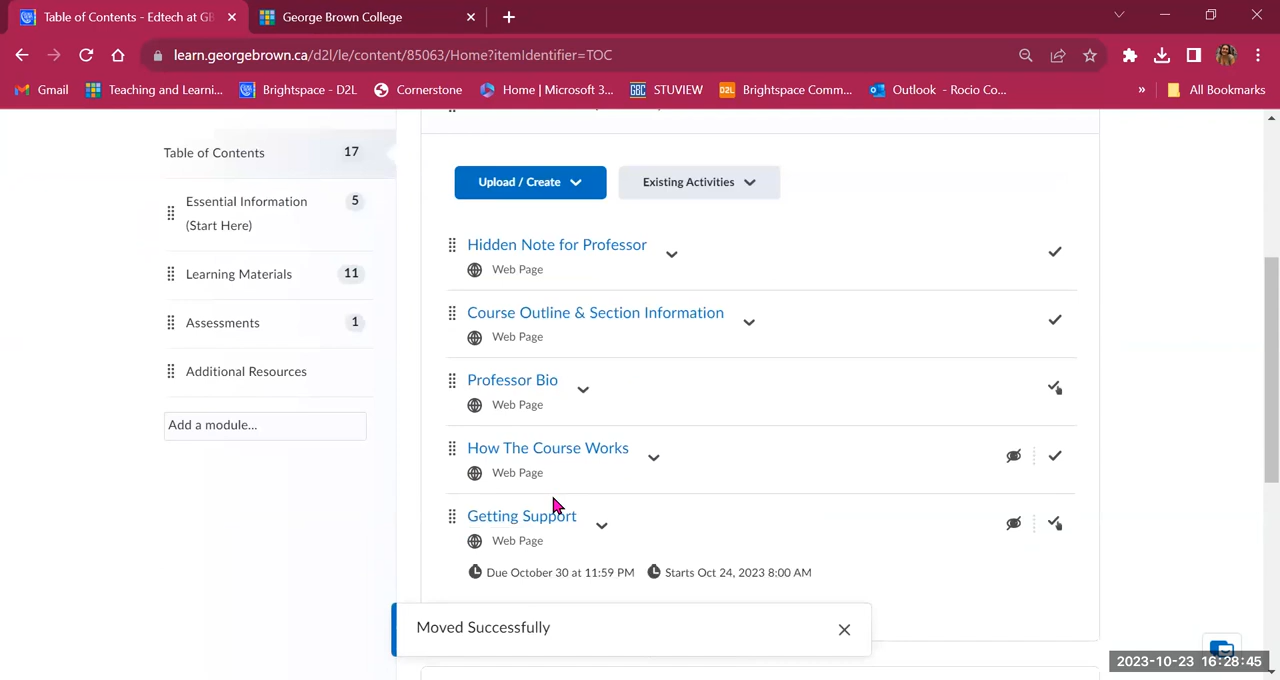 Table of Contents - Edtech at GB
George Brown College
learn.georgebrown.ca/d2l/le/content/85063/Home?itemIdentifier=TOC
Gmail
Teaching and Learni...
Brightspace - D2L
Cornerstone
Home | Microsoft 3...
GBC
STUVIEW
D2L
Brightspace Comm...
Outlook - Rocio Co...
»
All Bookmarks
Table of Contents
17
Essential Information
(Start Here)
5
Learning Materials
11
Assessments
1
Additional Resources
Add a module...
Upload / Create
Existing Activities
Hidden Note for Professor
Web Page
Course Outline & Section Information
Web Page
Professor Bio
Web Page
How The Course Works
Web Page
Getting Support
Web Page
Due October 30 at 11:59 PM
Starts Oct 24, 2023 8:00 AM
Moved Successfully
2023-10-23 16:28:45